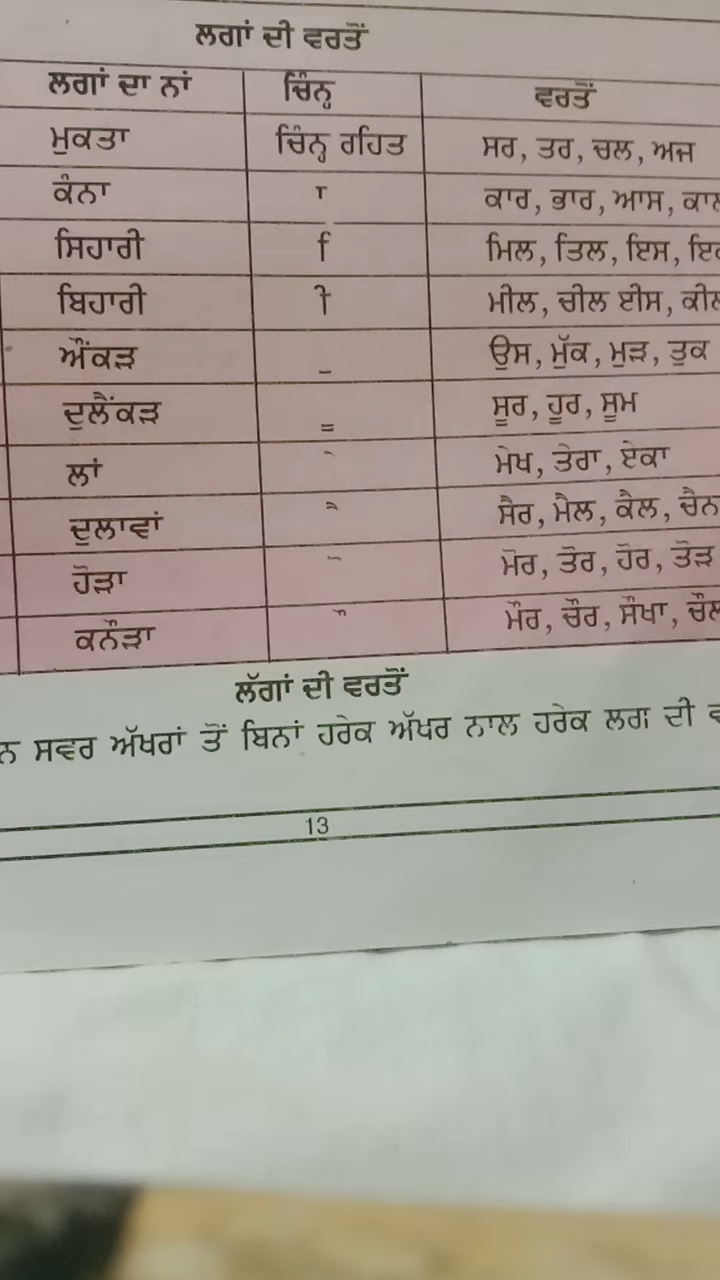 ਲਗਾਂ ਦੀ ਵਰਤੋਂ
ਲਗਾਂ ਦਾ ਨਾਂ ਚਿੰਨ੍ਹ ਵਰਤੋਂ
ਮੁਕਤਾ ਚਿੰਨ੍ਹ ਰਹਿਤ ਸਰ, ਤਰ, ਚਲ, ਅਜ
ਕੰਨਾ ਾ ਕਾਰ, ਭਾਰ, ਆਸ,
ਸਿਹਾਰੀ ਿ ਮਿਲ, ਤਿਲ, ਇਸ,
ਬਿਹਾਰੀ ੀ ਮੀਲ, ਚੀਲ ਈਸ,
ਔਂਕੜ ੁ ਉਸ, ਮੁੱਕ, ਮੁੜ, ਤੁਕ
ਦੁਲੈਂਕੜ ੂ ਸੂਰ, ਹੂਰ, ਸੂਮ
ਲਾਂ ੇ ਮੇਖ, ਤੇਰਾ, ਏਕਾ
ਦੁਲਾਵਾਂ ੈ ਸੈਰ, ਮੈਲ, ਕੈਲ, ਚੈਨ
ਹੋੜਾ ੋ ਮੋਰ, ਤੋਰ, ਹੋਰ, ਤੋੜ
ਕਨੌੜਾ ੌ ਮੌਰ, ਚੌਰ, ਸੌਖਾ,
ਲੱਗਾਂ ਦੀ ਵਰਤੋਂ
ਸਵਰ ਅੱਖਰਾਂ ਤੋਂ ਬਿਨਾਂ ਹਰੇਕ ਅੱਖਰ ਨਾਲ ਹਰੇਕ ਲਗ ਦੀ
13